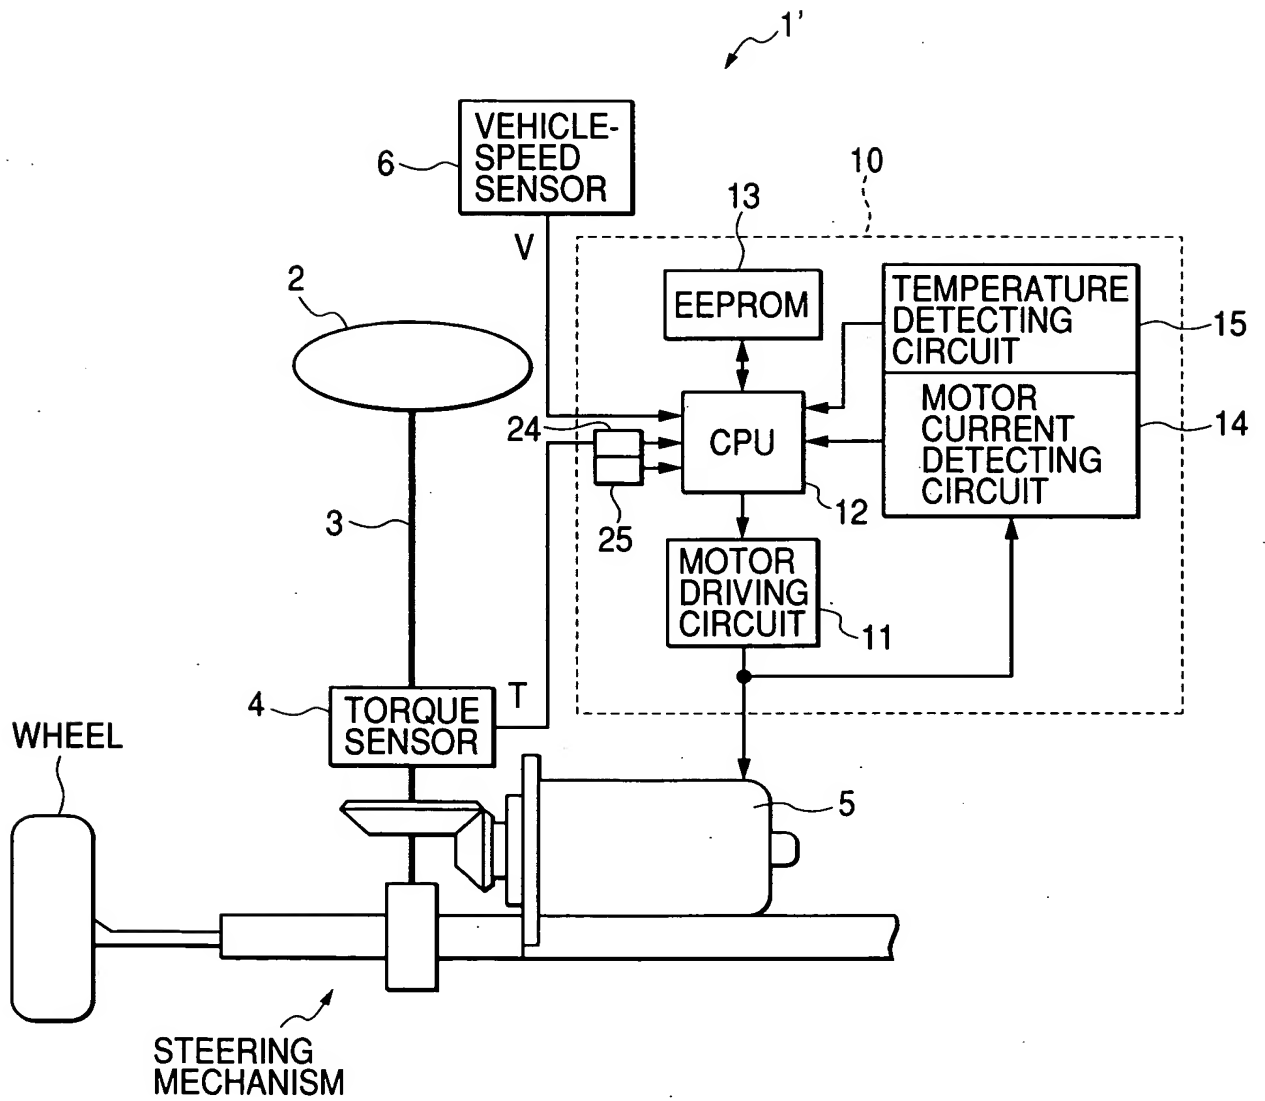 1'
VEHICLE-
SPEED
SENSOR
6
10
13
V
2
EEPROM
TEMPERATURE
DETECTING
CIRCUIT
15
24
CPU
MOTOR
CURRENT
DETECTING
CIRCUIT
14
12
3
25
MOTOR
DRIVING
CIRCUIT
11
4
TORQUE
SENSOR
T
WHEEL
5
STEERING
MECHANISM